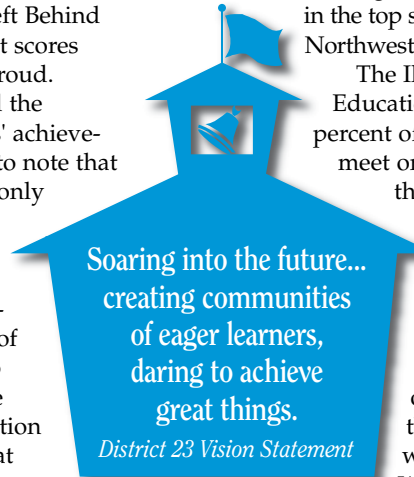 eft Behind
t scores
roud.
l the
' achieve-
to note that
only
-
of
e
tion
at
in the top s
Northwest
The Il
Educati
percent o
meet or
th
o
t
w
Soaring into the future...
creating communities
of eager learners,
daring to achieve
great things.
District 23 Vision Statement